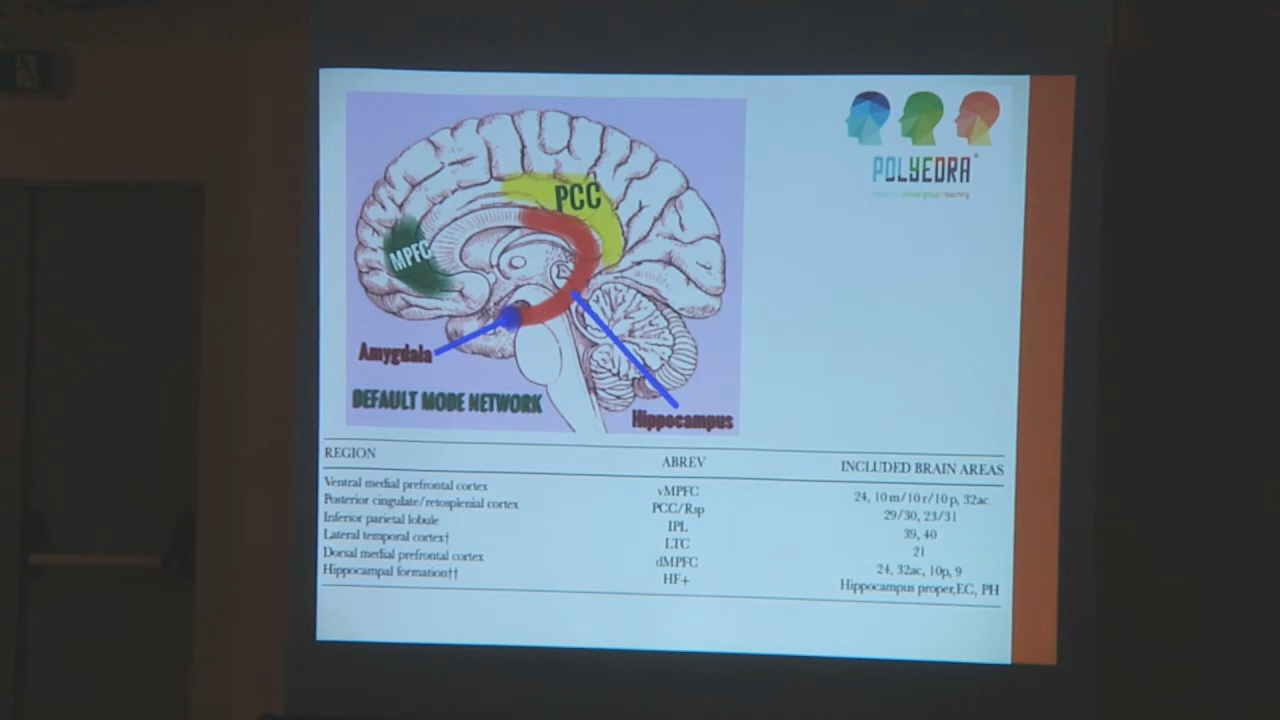 PCC
MPFC
Amygdala
DEFAULT MODE NETWORK
Hippocampus
POLYEDRA
teaching
REGION ABREV INCLUDED BRAIN AREAS
Ventral medial prefrontal cortex vMPFC 24, 10m/10r/10p, 32ac
Posterior cingulate/retosplenial cortex PCC/Rsp 29/30, 23/31
Inferior parietal lobule IPL 39, 40
Lateral temporal cortex† LTC 21
Dorsal medial prefrontal cortex dMPFC 24, 32ac, 10p, 9
Hippocampal formation†† HF+ Hippocampus proper,EC, PH